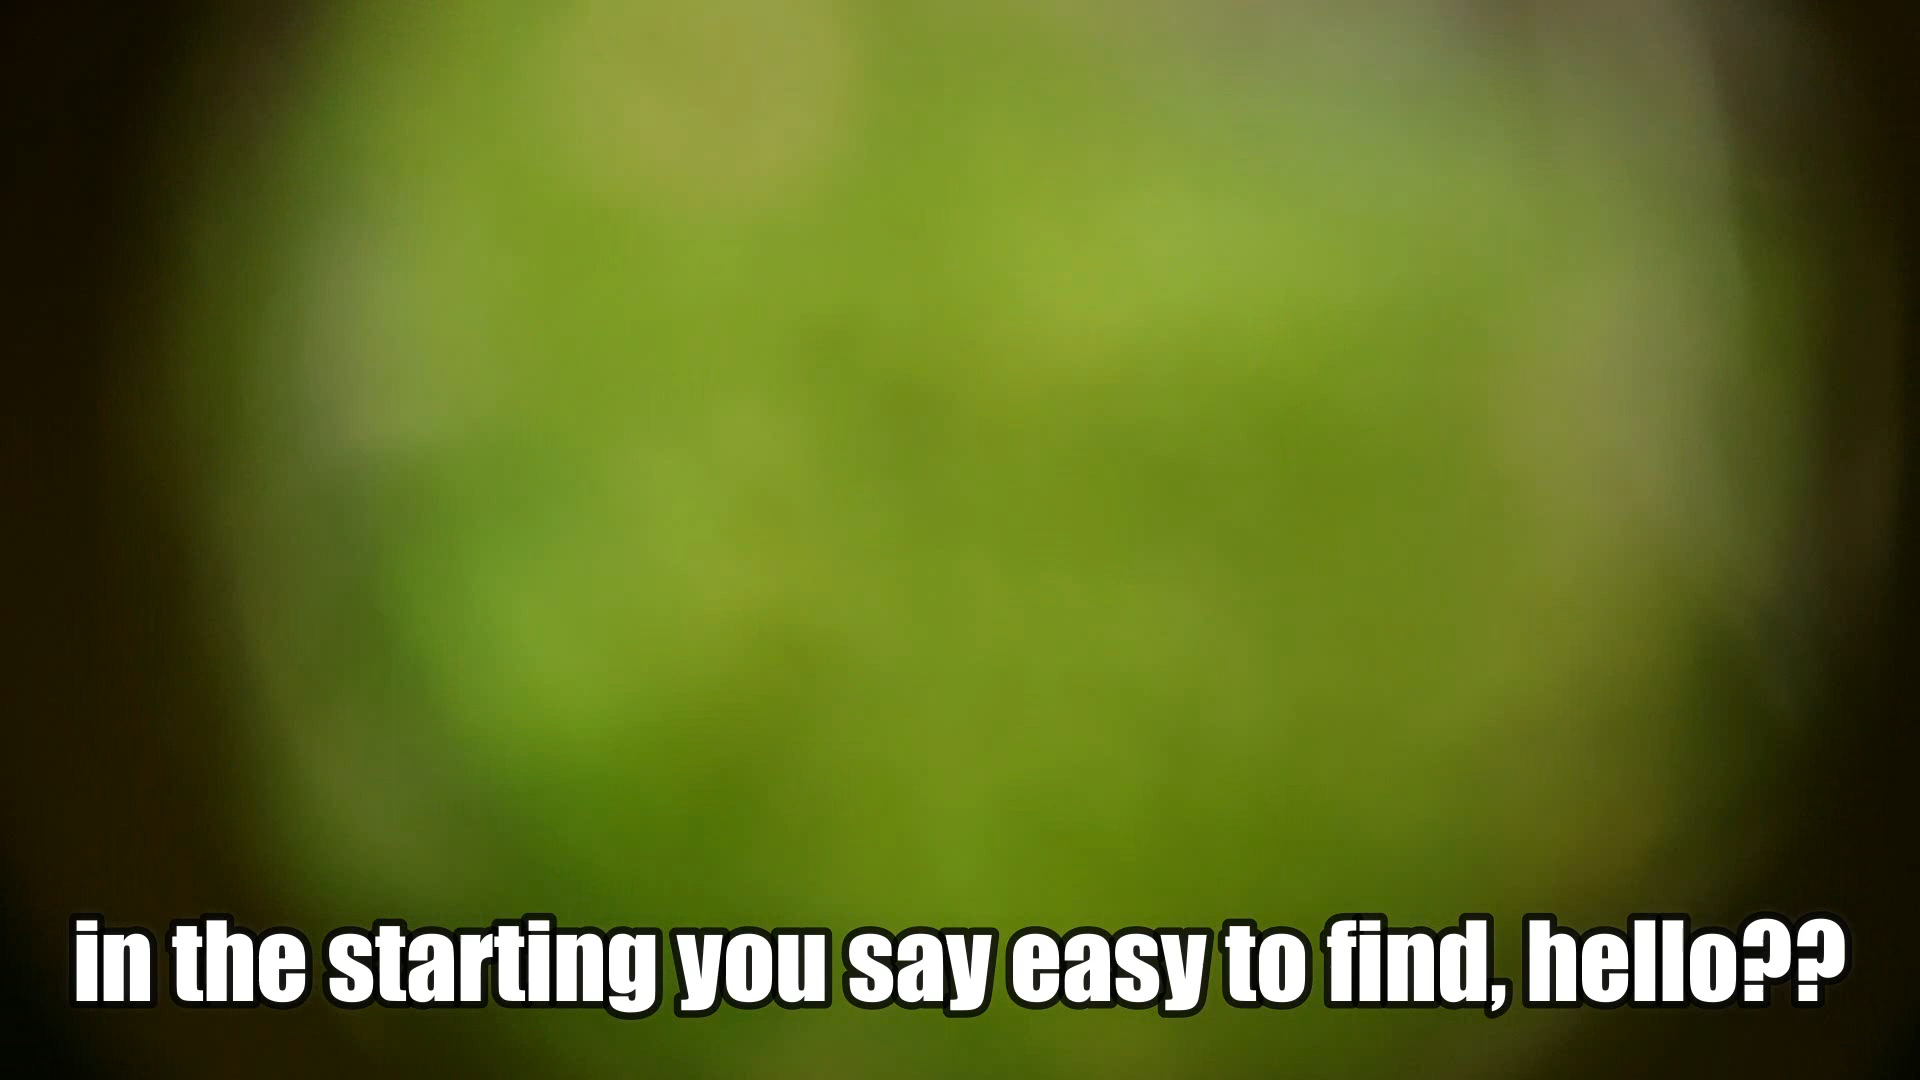 in the starting you say easy to find, hello??